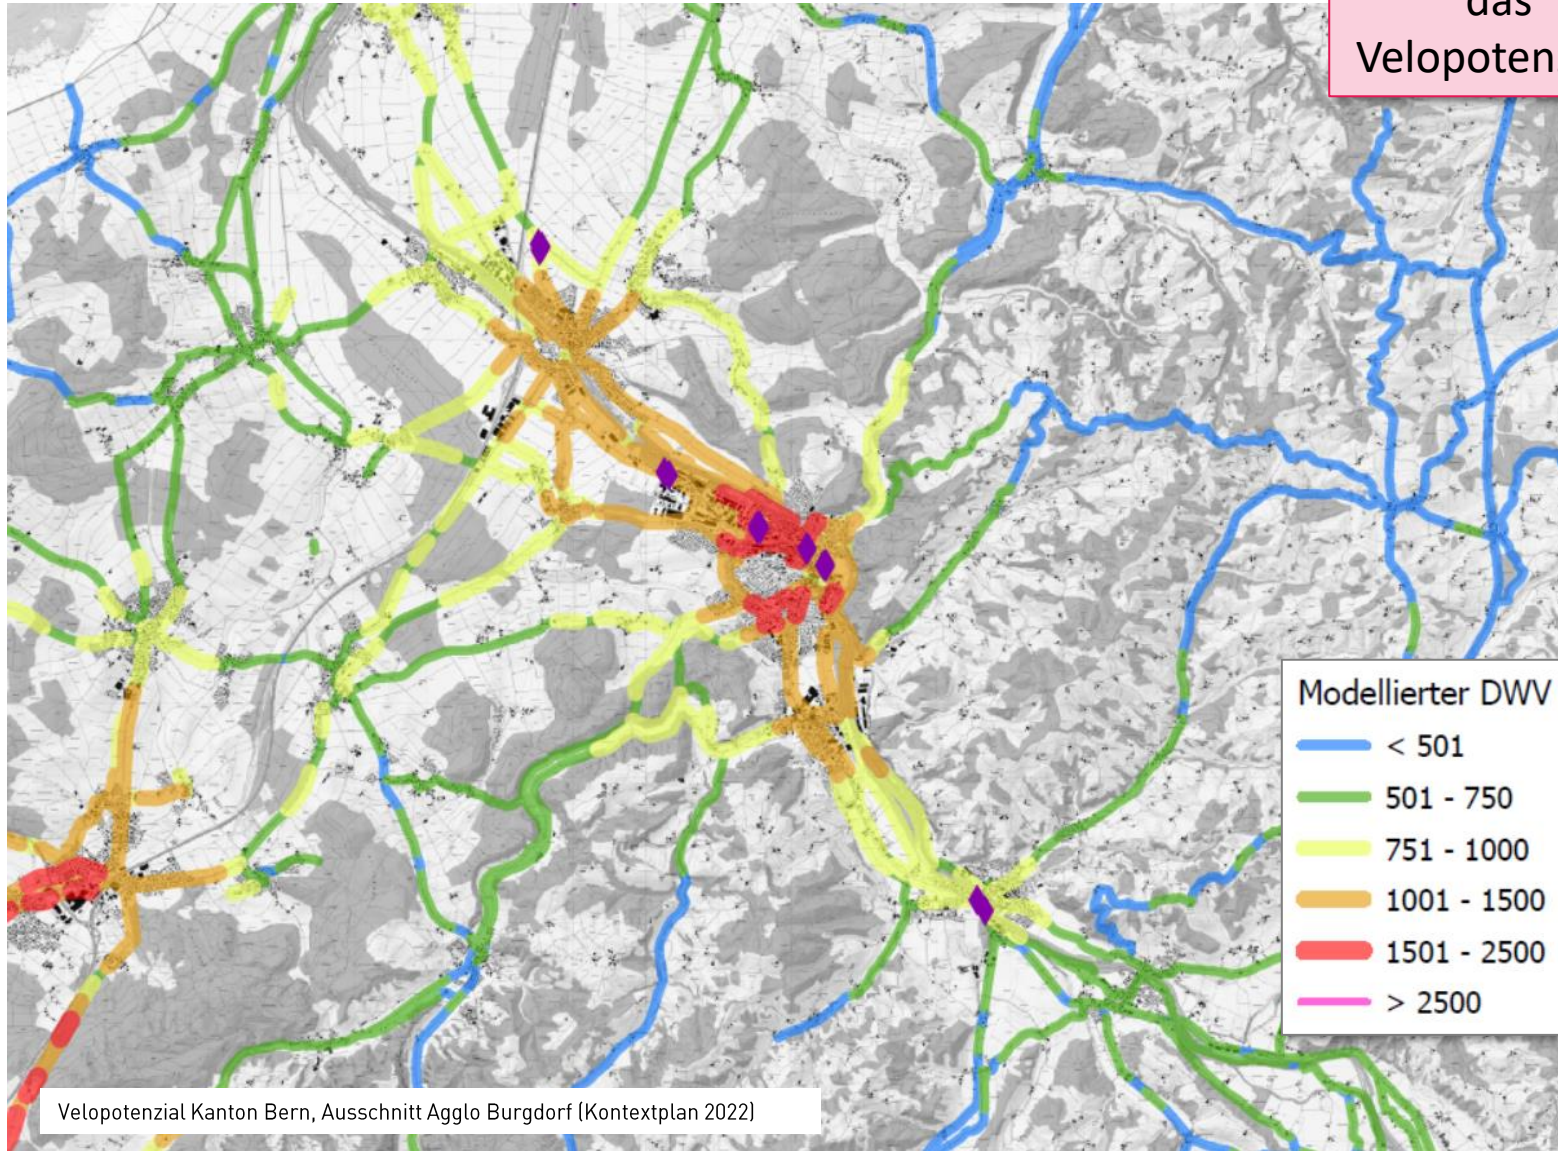 das
Velopoten
Modellierter DWV
< 501
501 - 750
751 - 1000
1001 - 1500
1501 - 2500
> 2500
Velopotenzial Kanton Bern, Ausschnitt Agglo Burgdorf (Kontextplan 2022)